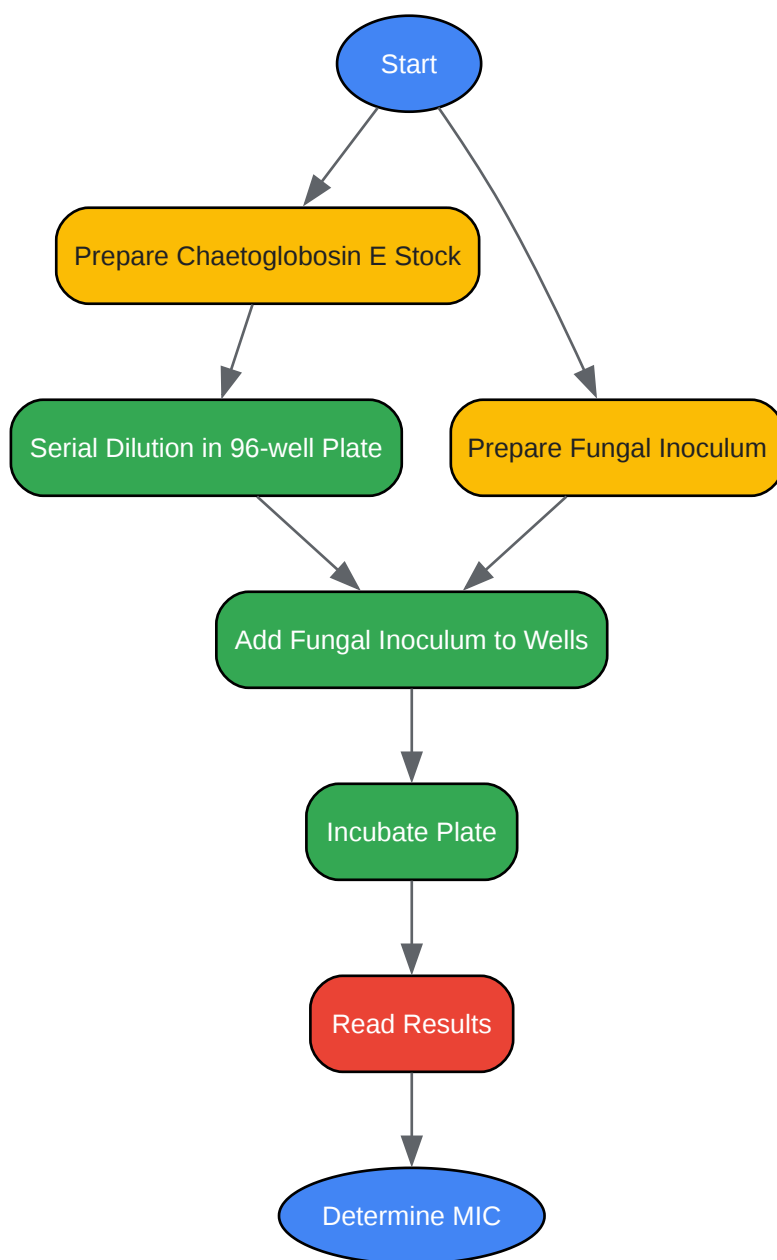 Start
Prepare Chaetoglobosin E Stock
Serial Dilution in 96-well Plate
Prepare Fungal Inoculum
Add Fungal Inoculum to Wells
Incubate Plate
Read Results
Determine MIC